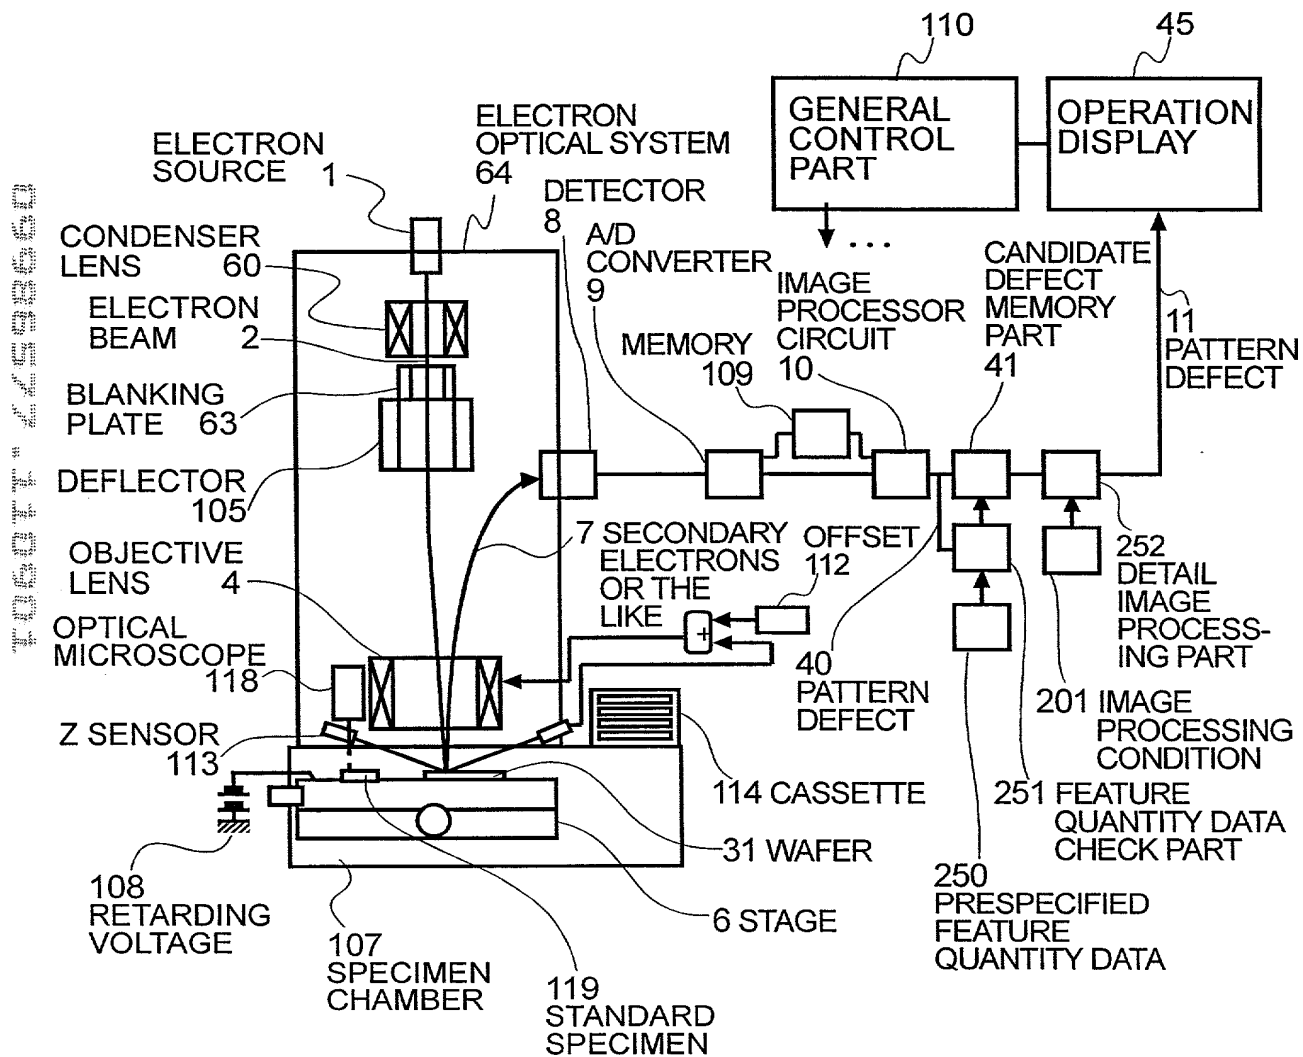 110
45
GENERAL
CONTROL
PART
OPERATION
DISPLAY
ELECTRON
SOURCE 1
ELECTRON
OPTICAL SYSTEM
64
DETECTOR
8
A/D
CONVERTER
9
CONDENSER
LENS 60
ELECTRON
BEAM 2
BLANKING
PLATE 63
DEFLECTOR
105
OBJECTIVE
LENS 4
OPTICAL
MICROSCOPE
118
Z SENSOR
113
...
IMAGE
PROCESSOR
CIRCUIT
10
MEMORY
109
CANDIDATE
DEFECT
MEMORY
PART
41
11
PATTERN
DEFECT
7 SECONDARY
ELECTRONS
OR THE
LIKE
OFFSET
112
+
40
PATTERN
DEFECT
252
DETAIL
IMAGE
PROCESS-
ING PART
201 IMAGE
PROCESSING
CONDITION
251 FEATURE
QUANTITY DATA
CHECK PART
250
PRESPECIFIED
FEATURE
QUANTITY DATA
114 CASSETTE
31 WAFER
6 STAGE
108
RETARDING
VOLTAGE
107
SPECIMEN
CHAMBER
119
STANDARD
SPECIMEN